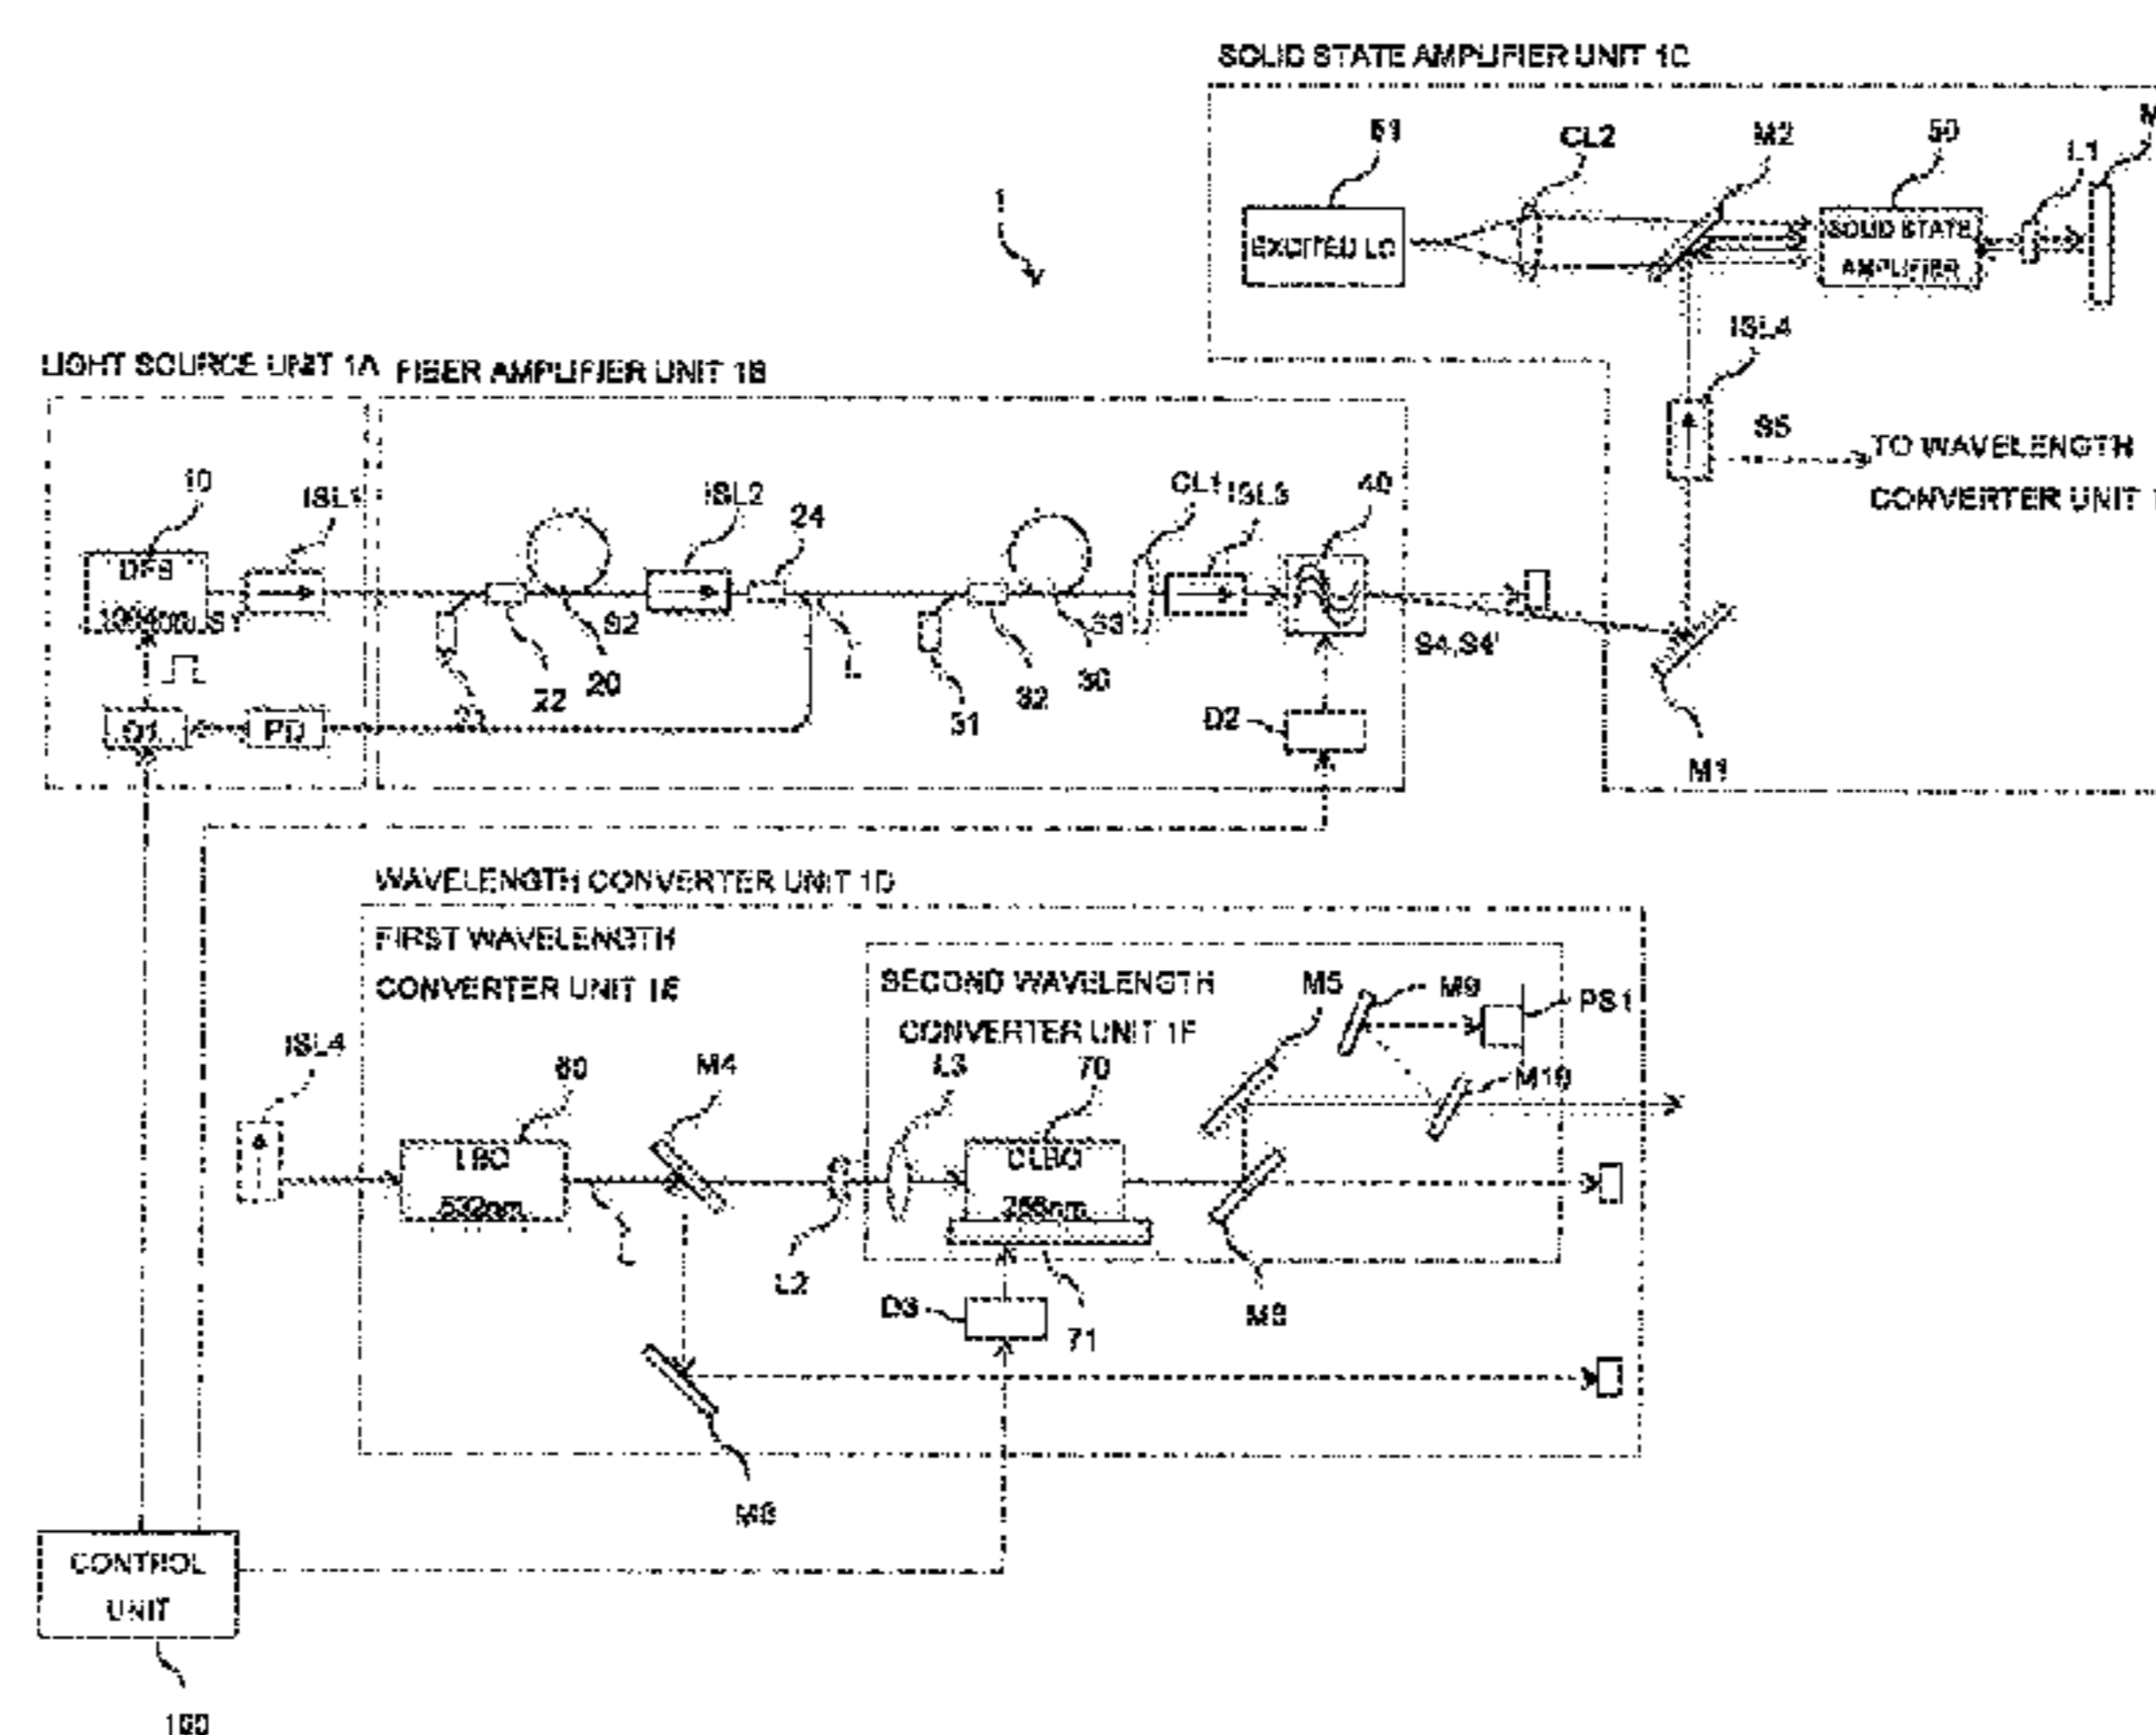 SOLID STATE AMPLIFIER UNIT 1C
51
CL2
M2
50
L1
EXCITED LD
SOLID STATE
AMPLIFIER
1
ISL4
S5
TO WAVELENGTH
CONVERTER UNIT 1
LIGHT SOURCE UNIT 1A
FIBER AMPLIFIER UNIT 1B
10
ISL1
ISL2
24
CL1
ISL3
40
DFB
S2
S3
S4,S4'
22
20
32
30
21
31
D1
PD
D2
M1
WAVELENGTH CONVERTER UNIT 1D
FIRST WAVELENGTH
CONVERTER UNIT 1E
SECOND WAVELENGTH
CONVERTER UNIT 1F
M5
M9
PS1
ISL4
60
M4
L3
70
M10
LBO
532nm
CLBO
266nm
L2
D3
71
CONTROL
UNIT
100